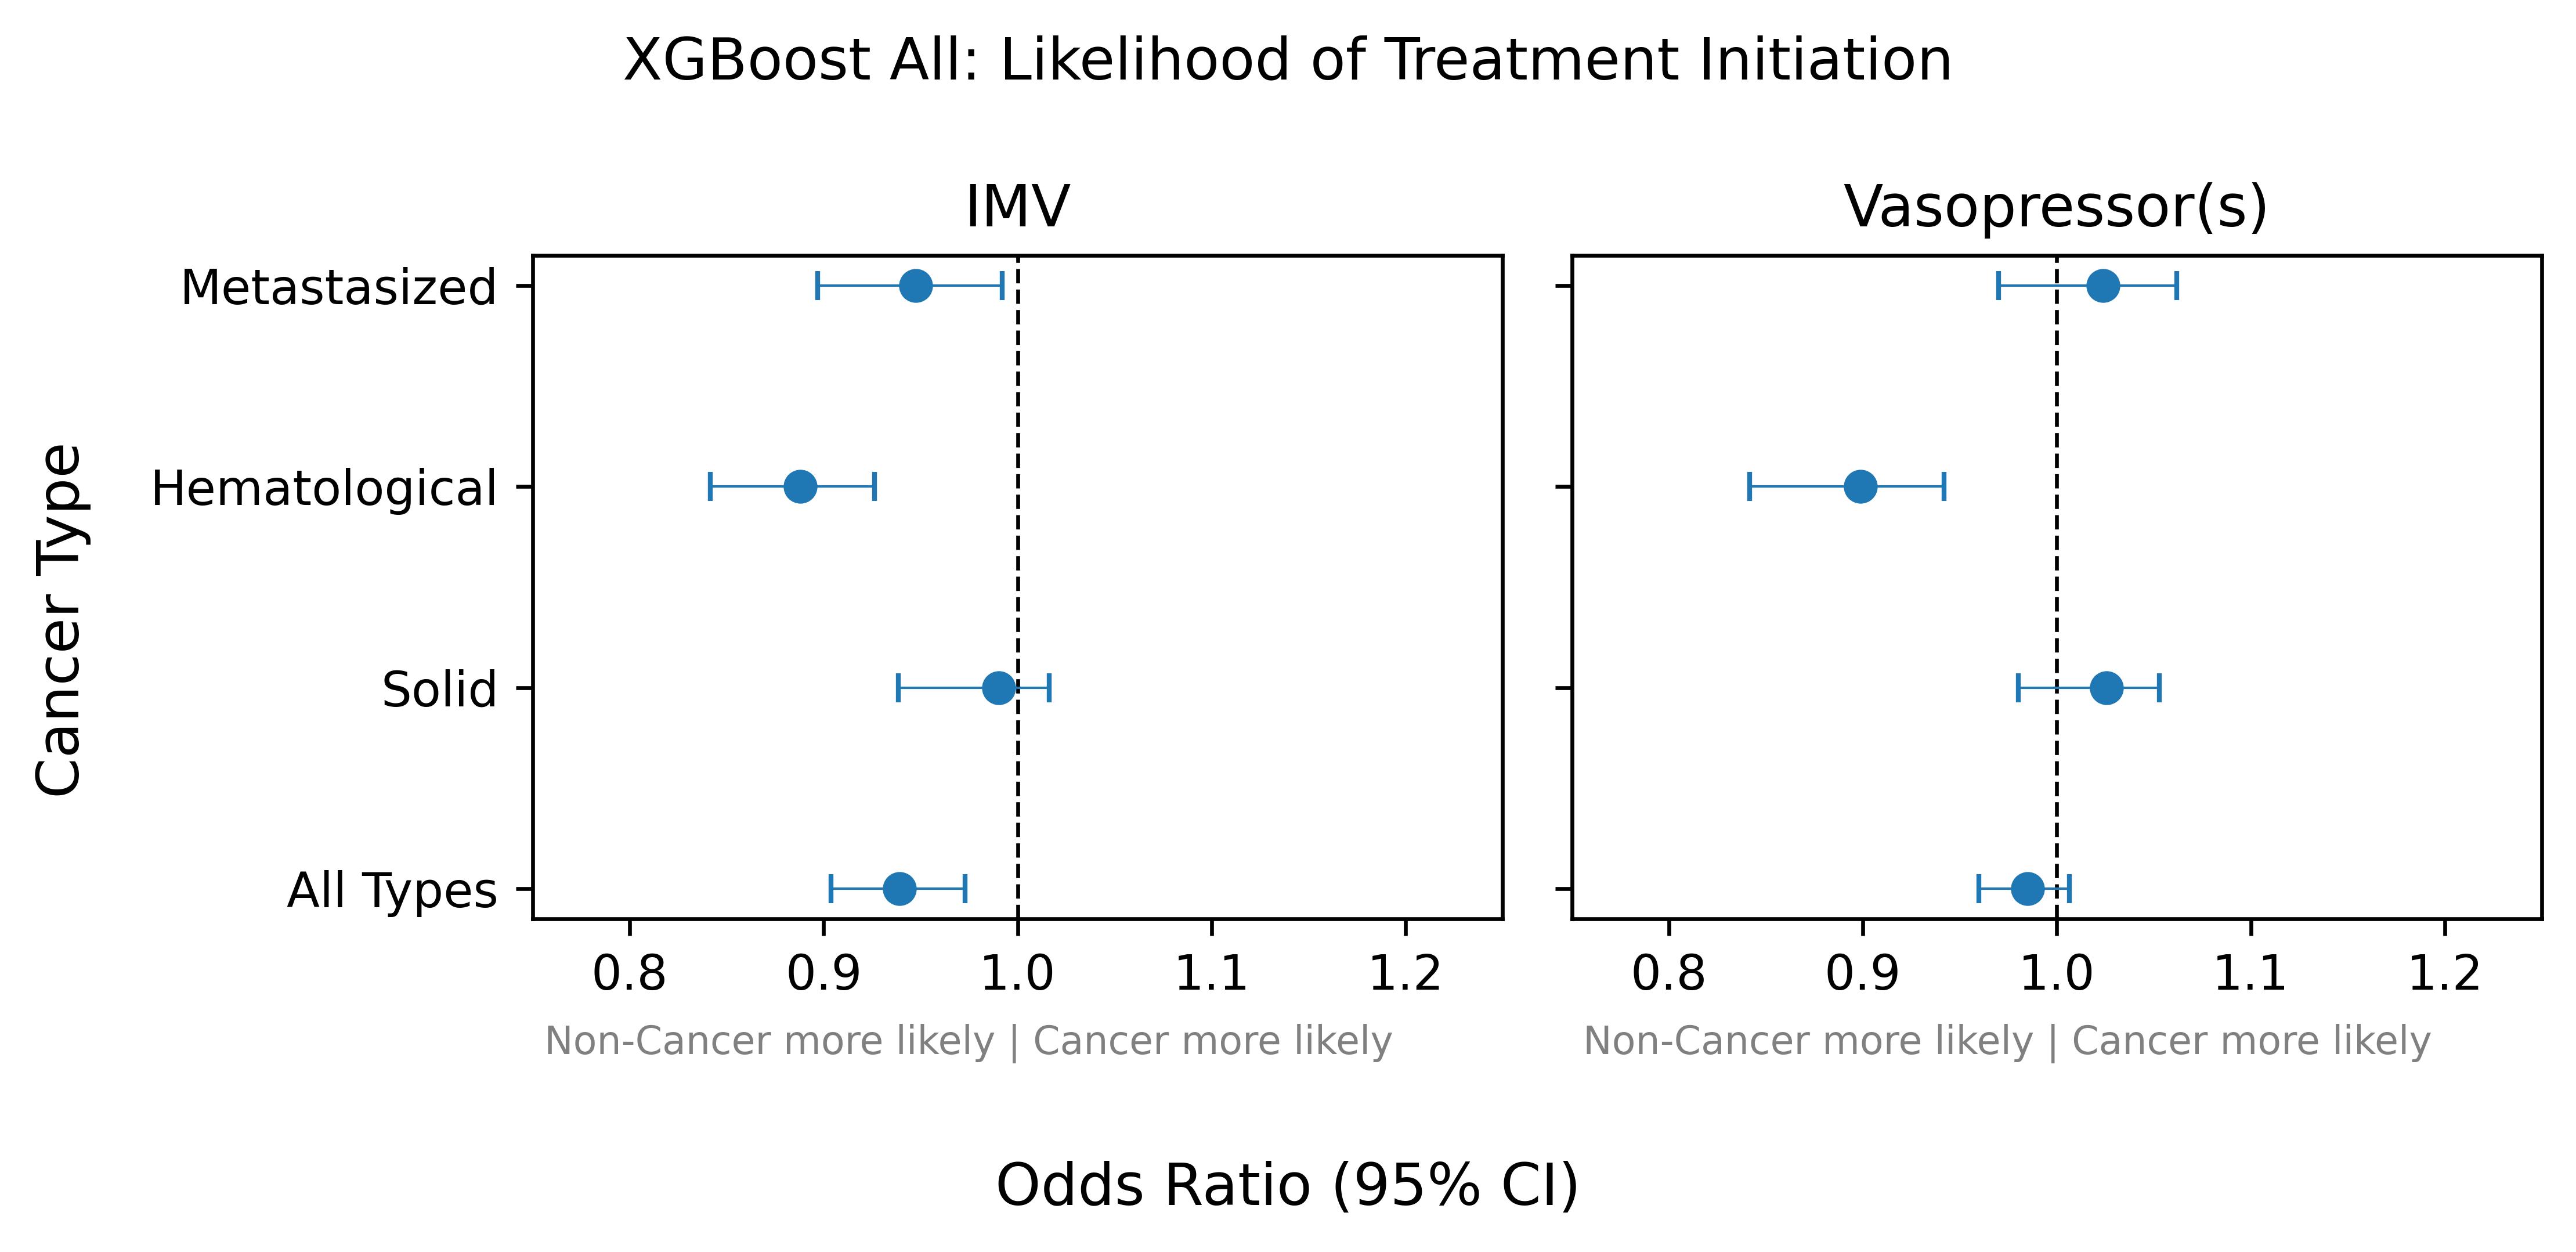 XGBoost All: Likelihood of Treatment Initiation
IMV
Vasopressor(s)
Cancer Type
Metastasized
Hematological
Solid
All Types
0.8 0.9 1.0 1.1 1.2
0.8 0.9 1.0 1.1 1.2
Non-Cancer more likely | Cancer more likely
Non-Cancer more likely | Cancer more likely
Odds Ratio (95% CI)